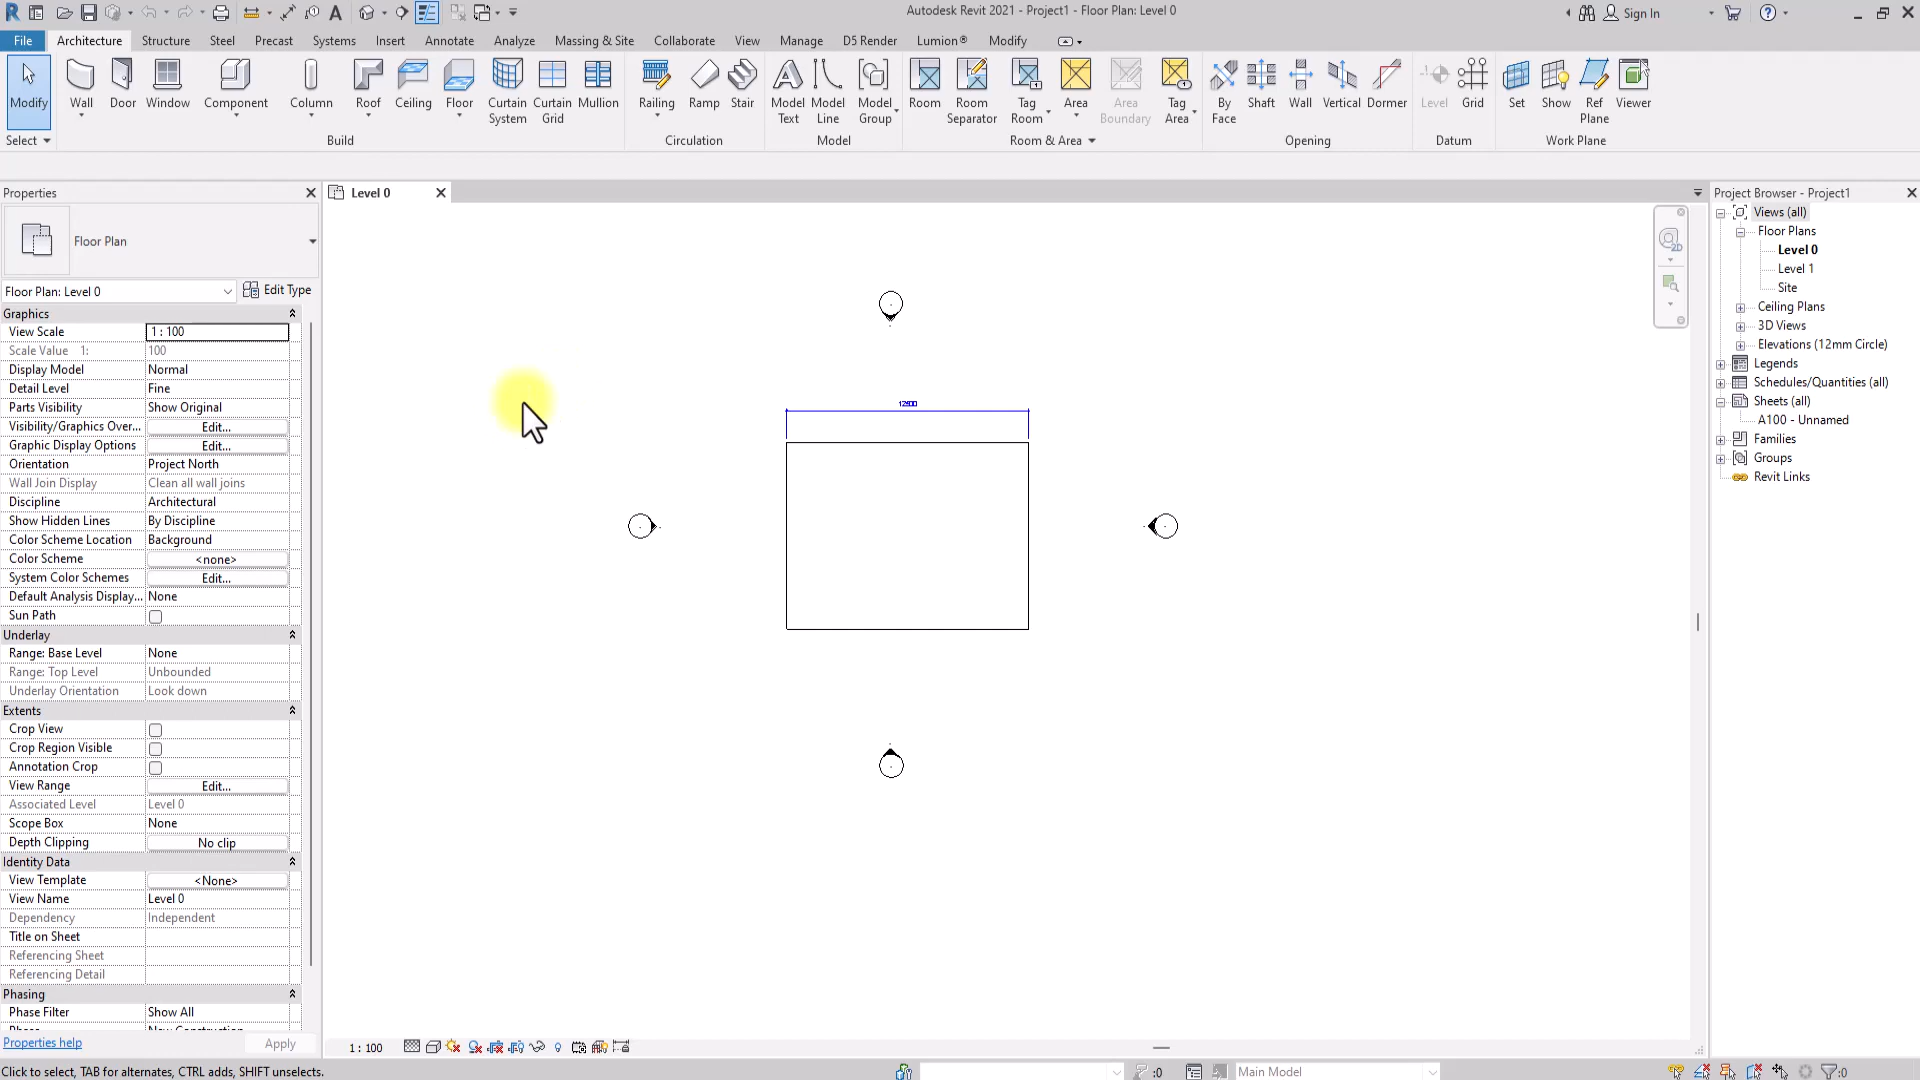 Autodesk Revit 2021 - Project1 - Floor Plan: Level 0
Sign In
File Architecture Structure Steel Precast Systems Insert Annotate Analyze Massing & Site Collaborate View Manage D5 Render Lumion® Modify
Modify Wall Door Window Component Column Roof Ceiling Floor Curtain System Curtain Grid Mullion Railing Ramp Stair Model Text Model Line Model Group Room Room Separator Tag Room Area Area Boundary Tag Area By Face Shaft Wall Vertical Dormer Level Grid Set Show Ref Plane Viewer
Select Build Circulation Model Room & Area Opening Datum Work Plane
Properties
Floor Plan
Floor Plan: Level 0 Edit Type
Graphics
View Scale 1 : 100
Scale Value 1: 100
Display Model Normal
Detail Level Fine
Parts Visibility Show Original
Visibility/Graphics Over... Edit...
Graphic Display Options Edit...
Orientation Project North
Wall Join Display Clean all wall joins
Discipline Architectural
Show Hidden Lines By Discipline
Color Scheme Location Background
Color Scheme <none>
System Color Schemes Edit...
Default Analysis Display... None
Sun Path
Underlay
Range: Base Level None
Range: Top Level Unbounded
Underlay Orientation Look down
Extents
Crop View
Crop Region Visible
Annotation Crop
View Range Edit...
Associated Level Level 0
Scope Box None
Depth Clipping No clip
Identity Data
View Template <None>
View Name Level 0
Dependency Independent
Title on Sheet
Referencing Sheet
Referencing Detail
Phasing
Phase Filter Show All
Properties help Apply
Level 0
2D
1 : 100
Project Browser - Project1
Views (all)
Floor Plans
Level 0
Level 1
Site
Ceiling Plans
3D Views
Elevations (12mm Circle)
Legends
Schedules/Quantities (all)
Sheets (all)
A100 - Unnamed
Families
Groups
Revit Links
Click to select, TAB for alternates, CTRL adds, SHIFT unselects.
:0
Main Model
:0